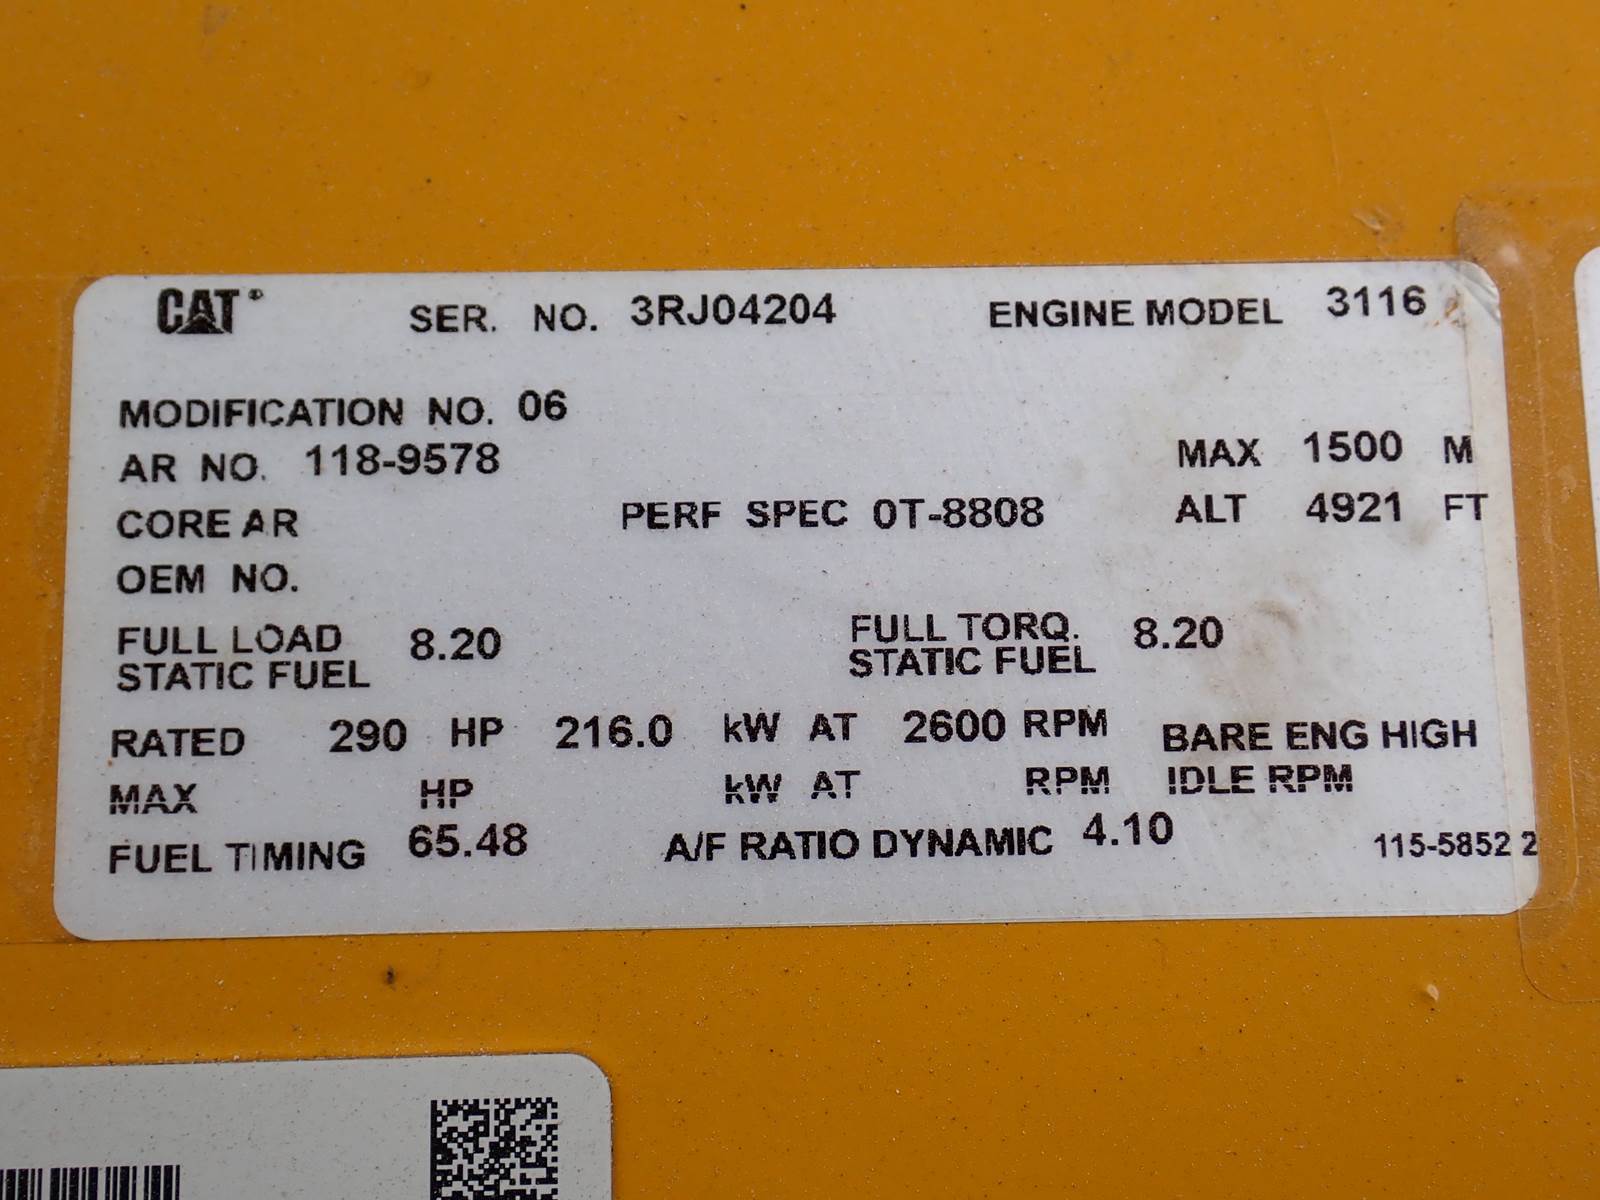 CAT® SER. NO. 3RJ04204 ENGINE MODEL 3116
MODIFICATION NO. 06
AR NO. 118-9578 MAX 1500 M
CORE AR PERF SPEC 0T-8808 ALT 4921 FT
OEM NO.
FULL LOAD 8.20 FULL TORQ. 8.20
STATIC FUEL STATIC FUEL
RATED 290 HP 216.0 kW AT 2600 RPM BARE ENG HIGH
MAX HP kW AT RPM IDLE RPM
FUEL TIMING 65.48 A/F RATIO DYNAMIC 4.10 115-5852 2